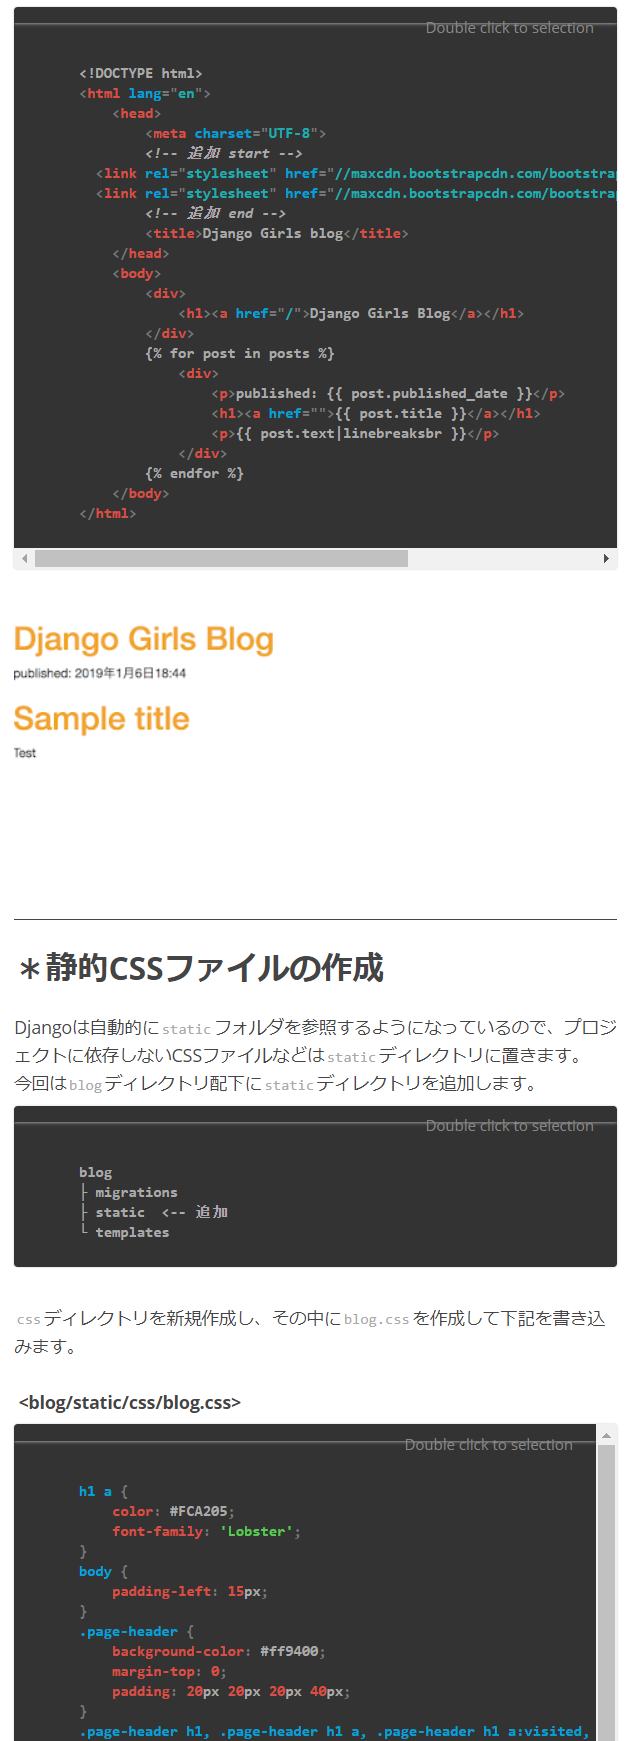 Double click to selection
<!DOCTYPE html>
<html lang="en">
<head>
<meta charset="UTF-8">
<!-- 追加 start -->
<link rel="stylesheet" href="//maxcdn.bootstrapcdn.com/bootstrap
<link rel="stylesheet" href="//maxcdn.bootstrapcdn.com/bootstrap
<!-- 追加 end -->
<title>Django Girls blog</title>
</head>
<body>
<div>
<h1><a href="/">Django Girls Blog</a></h1>
</div>
{% for post in posts %}
<div>
<p>published: {{ post.published_date }}</p>
<h1><a href="">{{ post.title }}</a></h1>
<p>{{ post.text|linebreaksbr }}</p>
</div>
{% endfor %}
</body>
</html>
Django Girls Blog
published: 2019年1月6日18:44
Sample title
Test
＊静的CSSファイルの作成
Djangoは自動的にstaticフォルダを参照するようになっているので、プロジ
ェクトに依存しないCSSファイルなどはstaticディレクトリに置きます。
今回はblogディレクトリ配下にstaticディレクトリを追加します。
Double click to selection
blog
├ migrations
├ static <-- 追加
└ templates
cssディレクトリを新規作成し、その中にblog.cssを作成して下記を書き込
みます。
<blog/static/css/blog.css>
Double click to selection
h1 a {
color: #FCA205;
font-family: 'Lobster';
}
body {
padding-left: 15px;
}
.page-header {
background-color: #ff9400;
margin-top: 0;
padding: 20px 20px 20px 40px;
}
.page-header h1, .page-header h1 a, .page-header h1 a:visited,